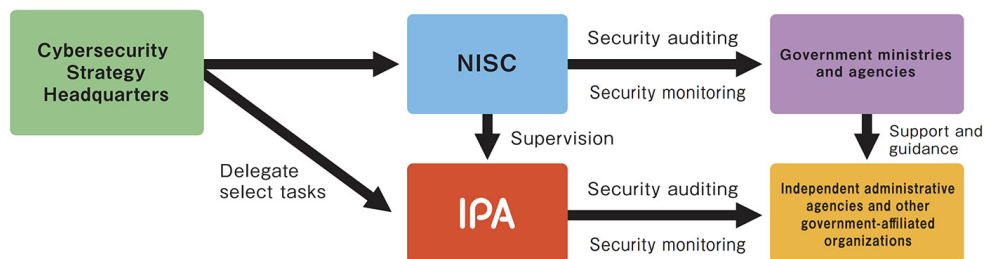 Cybersecurity
Strategy
Headquarters
NISC
Security auditing
Security monitoring
Government ministries
and agencies
Supervision
Support and
guidance
Delegate
select tasks
IPA
Security auditing
Security monitoring
Independent administrative
agencies and other
government-affiliated
organizations